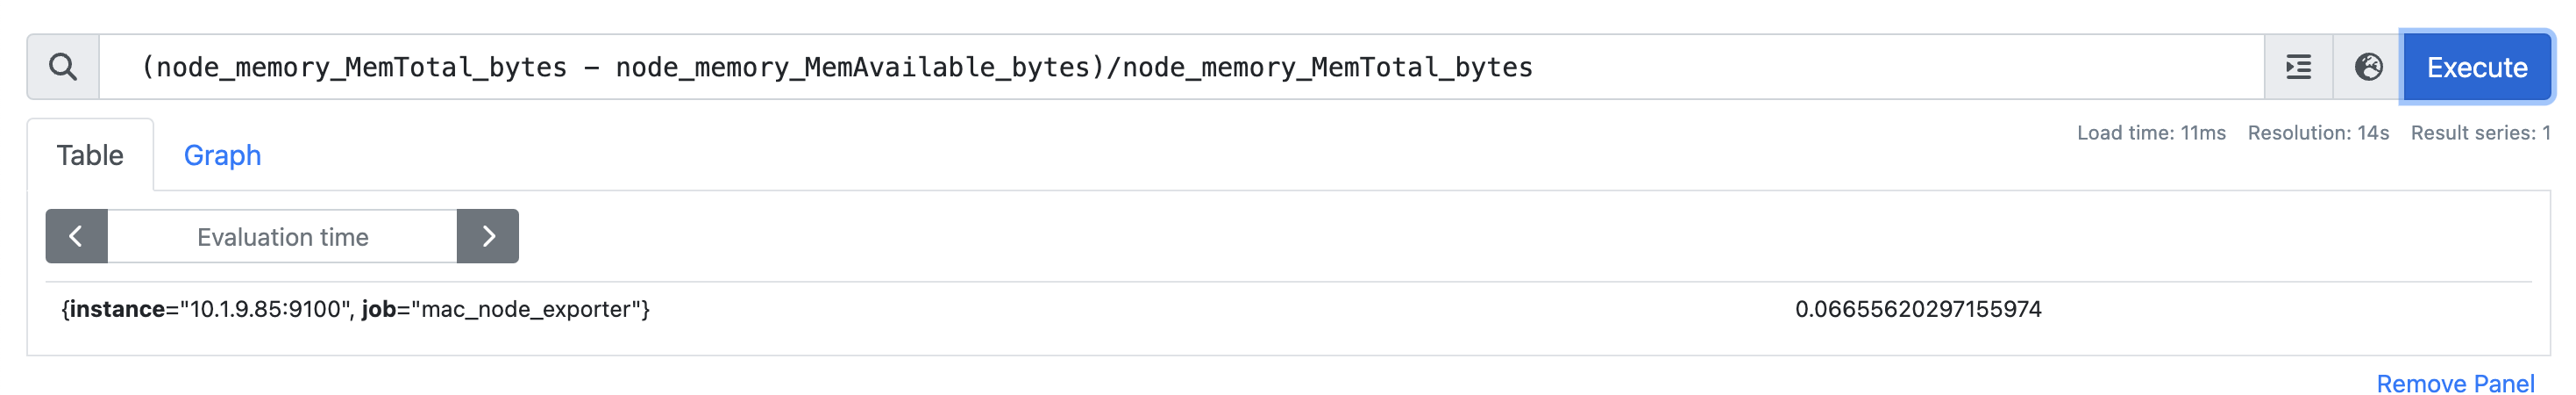 (node_memory_MemTotal_bytes - node_memory_MemAvailable_bytes)/node_memory_MemTotal_bytes
Execute
Load time: 11ms Resolution: 14s Result series: 1
Table Graph
Evaluation time
{instance="10.1.9.85:9100", job="mac_node_exporter"} 0.06655620297155974
Remove Panel